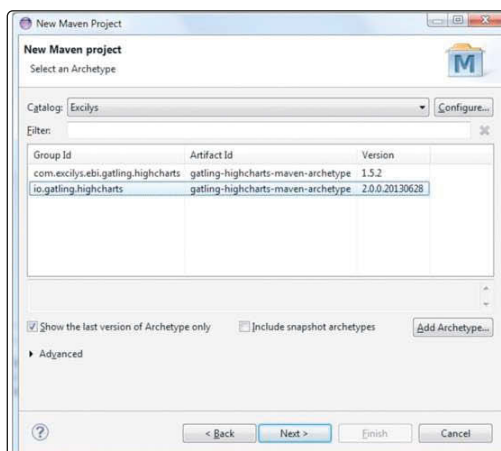 New Maven Project
New Maven project
Select an Archetype
M
Catalog: Excilys
Configure...
Filter:
Group Id Artifact Id Version
com.excilys.ebi.gatling.highcharts gatling-highcharts-maven-archetype 1.5.2
io.gatling.highcharts gatling-highcharts-maven-archetype 2.0.0.20130628
Show the last version of Archetype only Include snapshot archetypes Add Archetype...
Advanced
? < Back Next > Finish Cancel